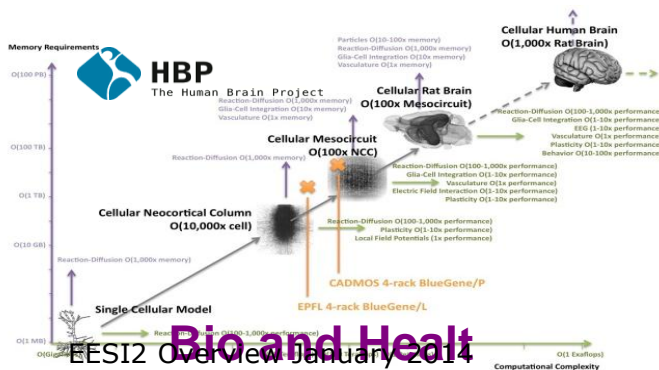 Memory Requirements
O(100 PB)
O(100 TB)
O(1 TB)
O(10 GB)
O(1 MB)
HBP
The Human Brain Project
Cellular Human Brain
O(1,000x Rat Brain)
Particles O(10-100x memory)
Reaction-Diffusion O(1,000x memory)
Glia-Cell Integration O(10x memory)
Vasculature O(1x memory)
Cellular Rat Brain
O(100x Mesocircuit)
Reaction-Diffusion O(1,000x memory)
Glia-Cell Integration O(10x memory)
Vasculature O(1x memory)
Reaction-Diffusion O(100-1,000x performance
Glia-Cell Integration O(1-10x performance
EEG (1-10x performance
Vasculature O(1x performance
Plasticity O(1-10x performance
Behavior O(10-100x performance
Cellular Mesocircuit
O(100x NCC)
Reaction-Diffusion O(1,000x memory)
Reaction-Diffusion O(100-1,000x performance)
Glia-Cell Integration O(1-10x performance)
Vasculature O(1x performance)
Electric Field Interaction O(1-10x performance)
Plasticity O(1-10x performance)
Cellular Neocortical Column
O(10,000x cell)
Reaction-Diffusion O(100-1,000x performance)
Plasticity O(1-10x performance)
Local Field Potentials (1x performance)
Reaction-Diffusion O(1,000x memory)
CADMOS 4-rack BlueGene/P
EPFL 4-rack BlueGene/L
Single Cellular Model
Reaction-Diffusion O(100-1,000x performance)
Bio and Healt
EESI2 Overview January 2014
O(1 Exaflops)
Computational Complexity